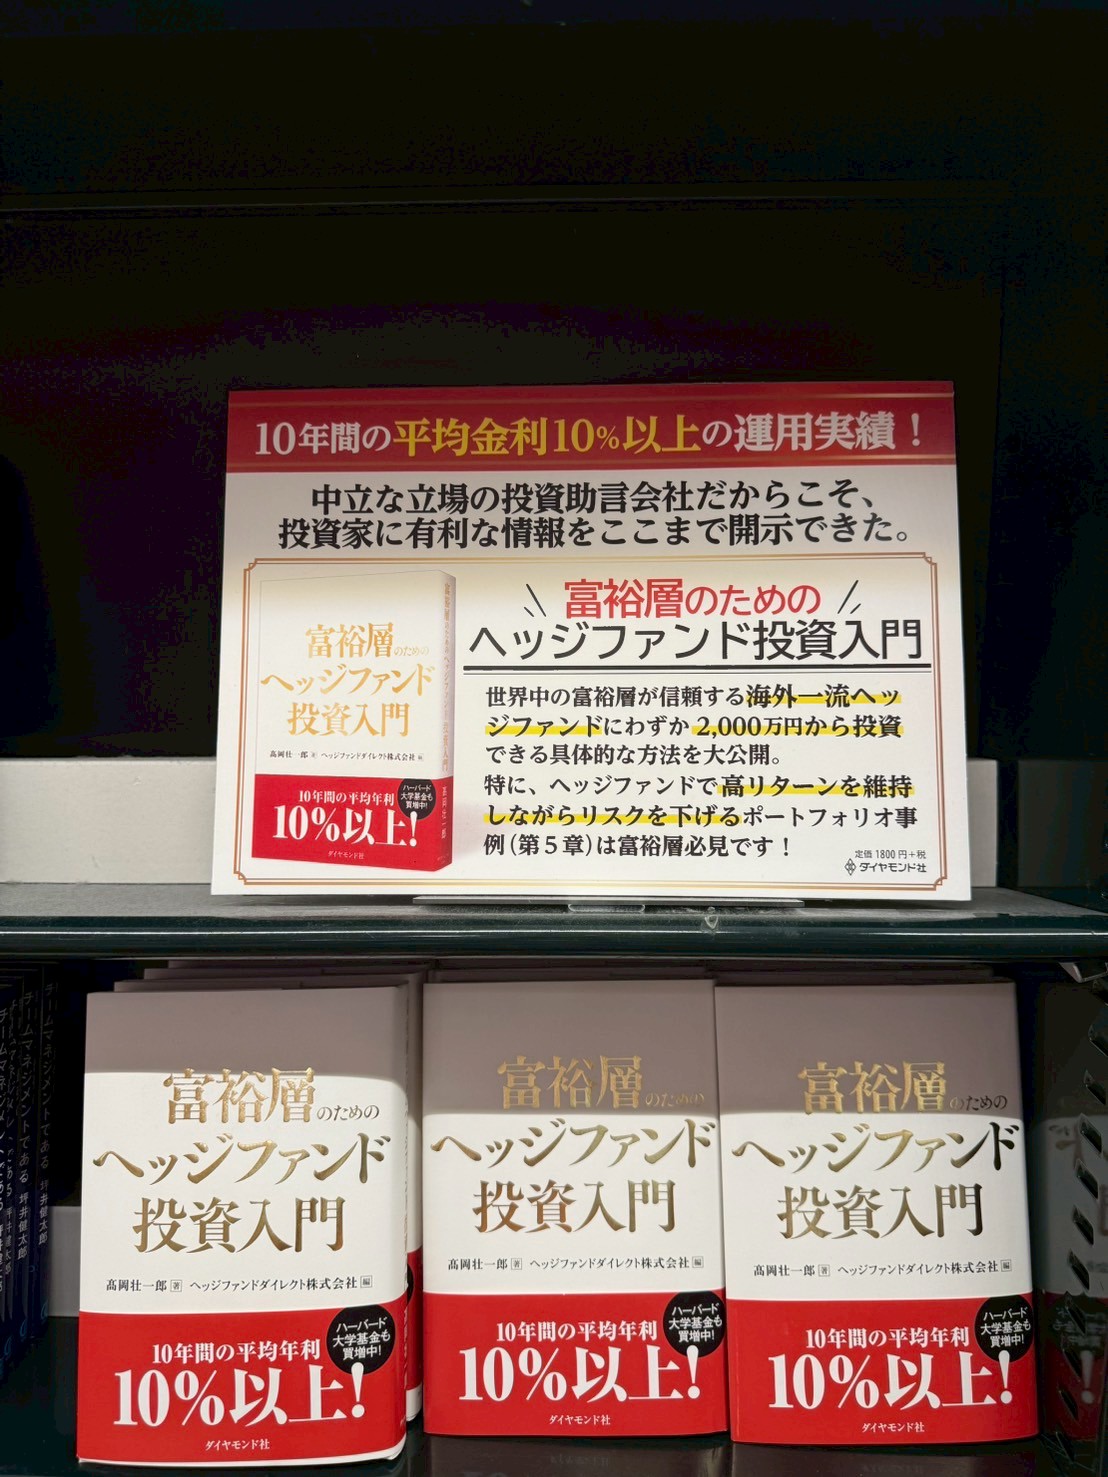 10年間の平均金利10%以上の運用実績！
中立な立場の投資助言会社だからこそ、
投資家に有利な情報をここまで開示できた。
富裕層のための
ヘッジファンド
投資入門
高岡壮一郎 著 ヘッジファンドダイレクト株式会社 編
10年間の平均年利
10%以上!
ハーバード
大学基金も
買増中!
ダイヤモンド社
富裕層のための
ヘッジファンド投資入門
世界中の富裕層が信頼する海外一流ヘッ
ジファンドにわずか2,000万円から投資
できる具体的な方法を大公開。
特に、ヘッジファンドで高リターンを維持
しながらリスクを下げるポートフォリオ事
例（第5章）は富裕層必見です！
定価 1800円+税
ダイヤモンド社
富裕層のための
ヘッジファンド
投資入門
高岡壮一郎 著 ヘッジファンドダイレクト株式会社 編
ハーバード
大学基金も
買増中!
10年間の平均年利
10%以上!
ダイヤモンド社
富裕層のための
ヘッジファンド
投資入門
高岡壮一郎 著 ヘッジファンドダイレクト株式会社 編
ハーバード
大学基金も
買増中!
10年間の平均年利
10%以上!
ダイヤモンド社
富裕層のための
ヘッジファンド
投資入門
高岡壮一郎 著 ヘッジファンドダイレクト株式会社 編
ハーバード
大学基金も
買増中!
10年間の平均年利
10%以上!
ダイヤモンド社
チームマネジメントである 坪井健太郎